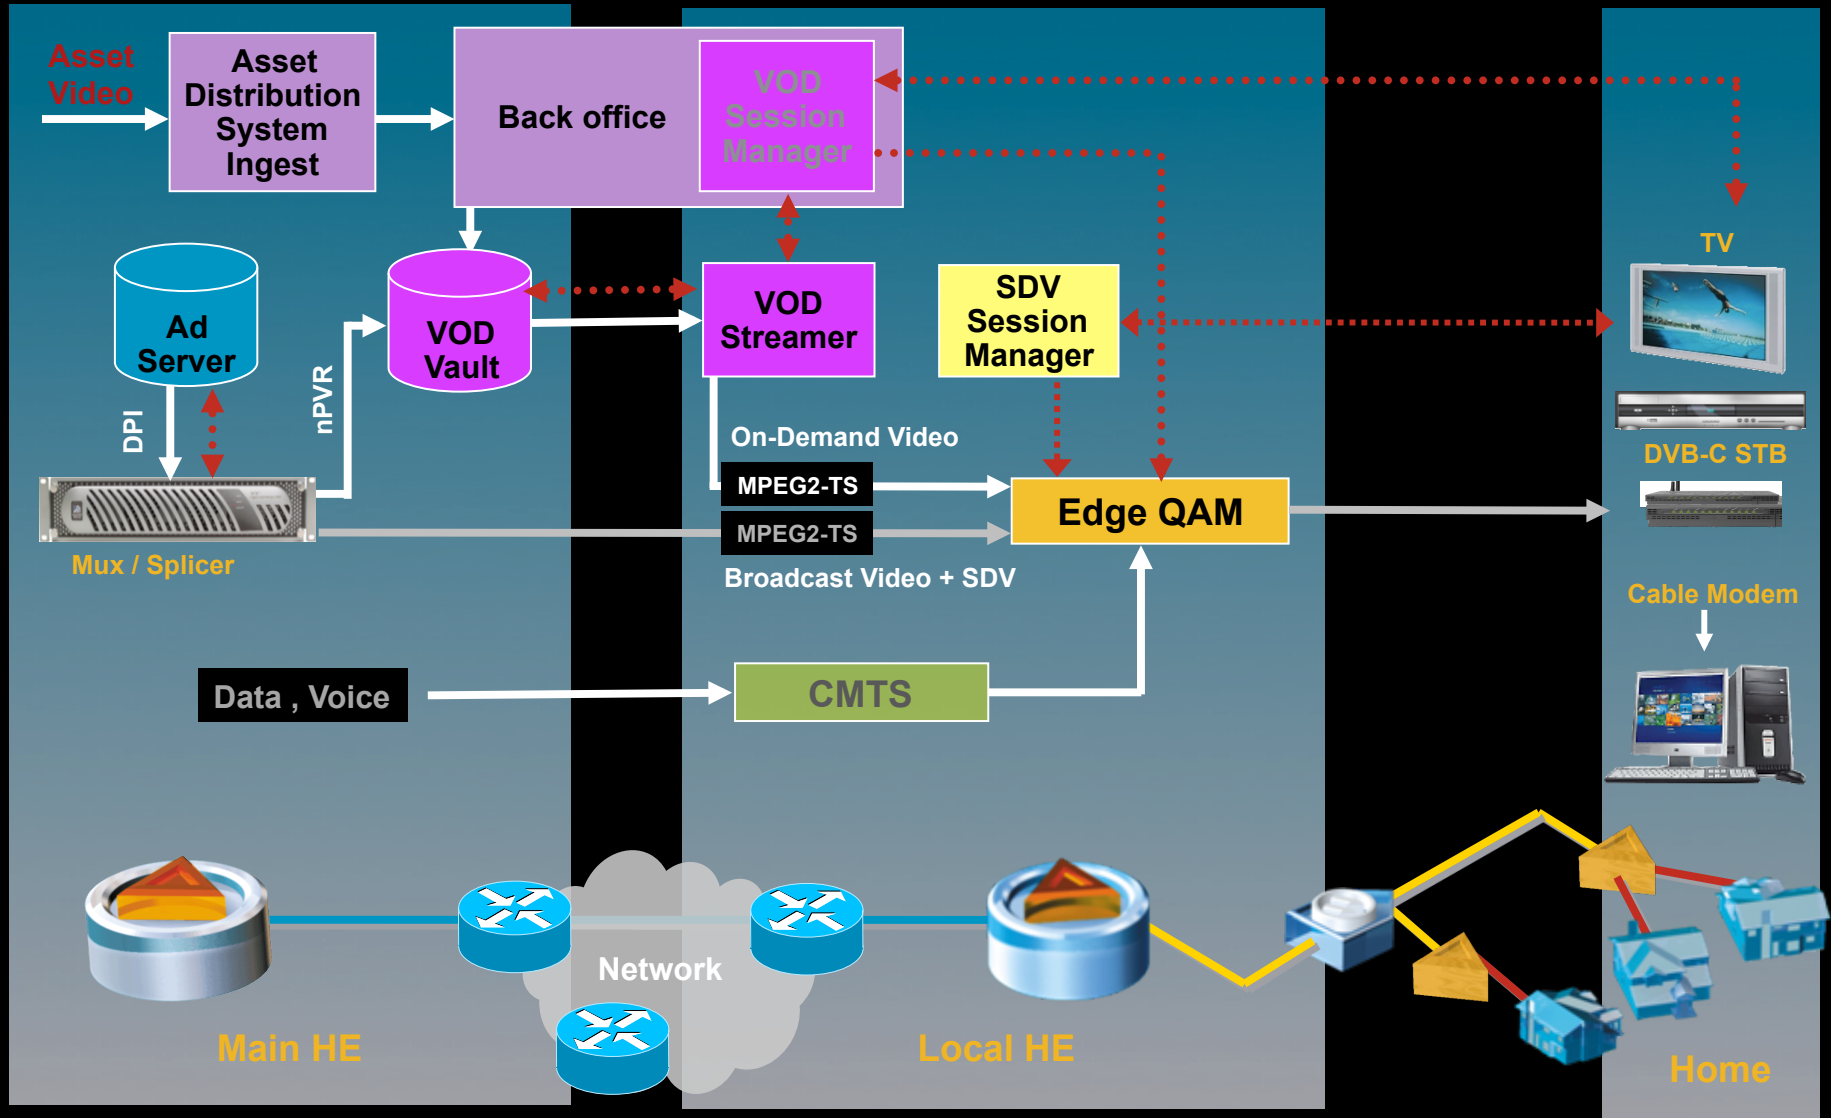 Asset
Video
Asset
Distribution
System
Ingest
Back office
VOD
Session
Manager
TV
Ad
Server
VOD
Vault
VOD
Streamer
SDV
Session
Manager
DPI
nPVR
On-Demand Video
DVB-C STB
MPEG2-TS
MPEG2-TS
Edge QAM
Mux / Splicer
Broadcast Video + SDV
Cable Modem
Data , Voice
CMTS
Network
Main HE
Local HE
Home